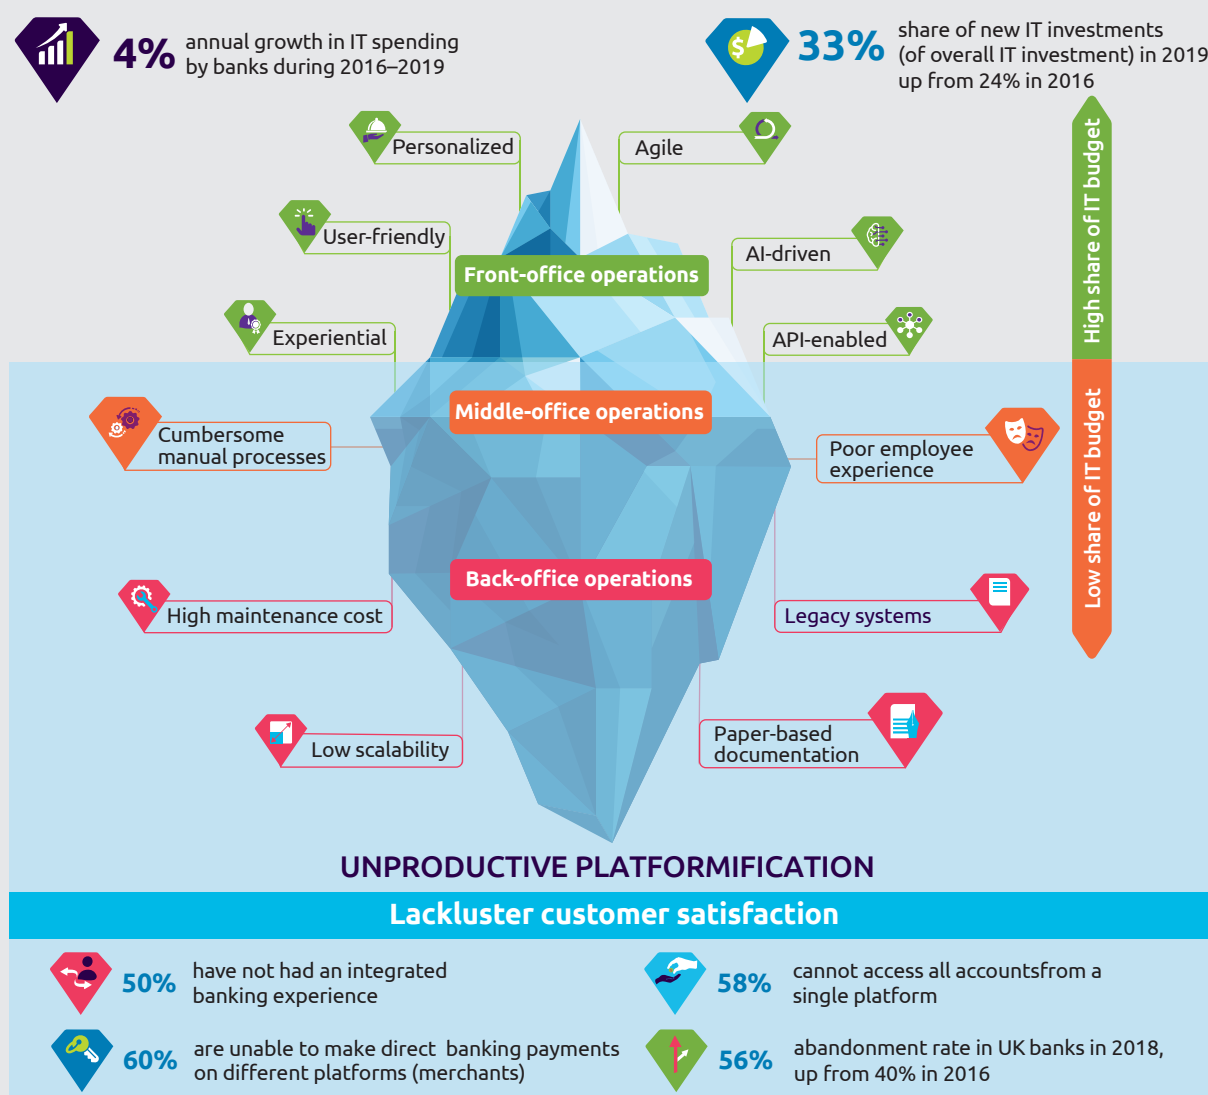 4%
annual growth in IT spending
by banks during 2016–2019
33%
share of new IT investments
(of overall IT investment) in 2019
up from 24% in 2016
Personalized
Agile
User-friendly
AI-driven
Front-office operations
Experiential
API-enabled
High share of IT budget
Middle-office operations
Cumbersome
manual processes
Poor employee
experience
Low share of IT budget
Back-office operations
High maintenance cost
Legacy systems
Low scalability
Paper-based
documentation
UNPRODUCTIVE PLATFORMIFICATION
Lackluster customer satisfaction
50%
have not had an integrated
banking experience
58%
cannot access all accountsfrom a
single platform
60%
are unable to make direct banking payments
on different platforms (merchants)
56%
abandonment rate in UK banks in 2018,
up from 40% in 2016